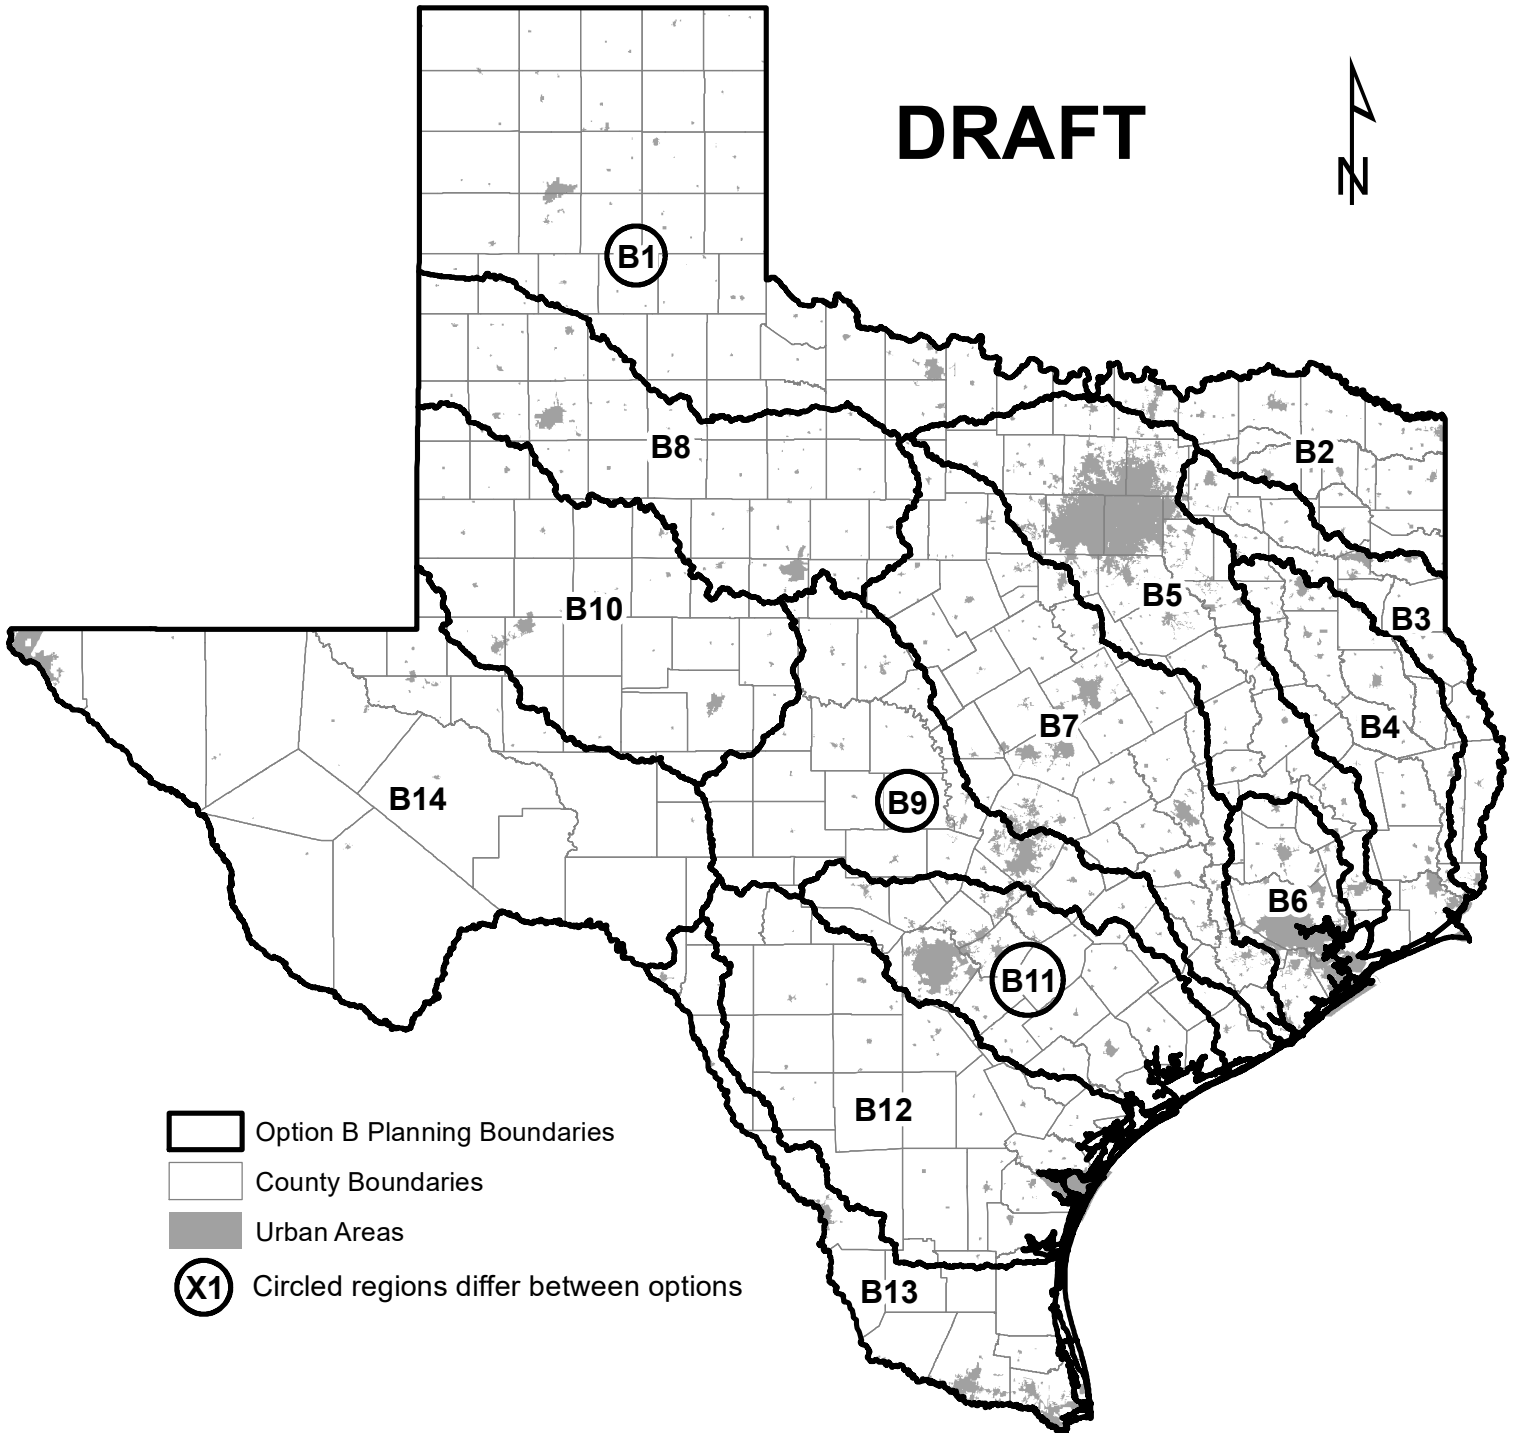 DRAFT
N
B1
B8
B2
B10
B5
B3
B7
B4
B14
B9
B6
B11
B12
B13
Option B Planning Boundaries
County Boundaries
Urban Areas
X1 Circled regions differ between options